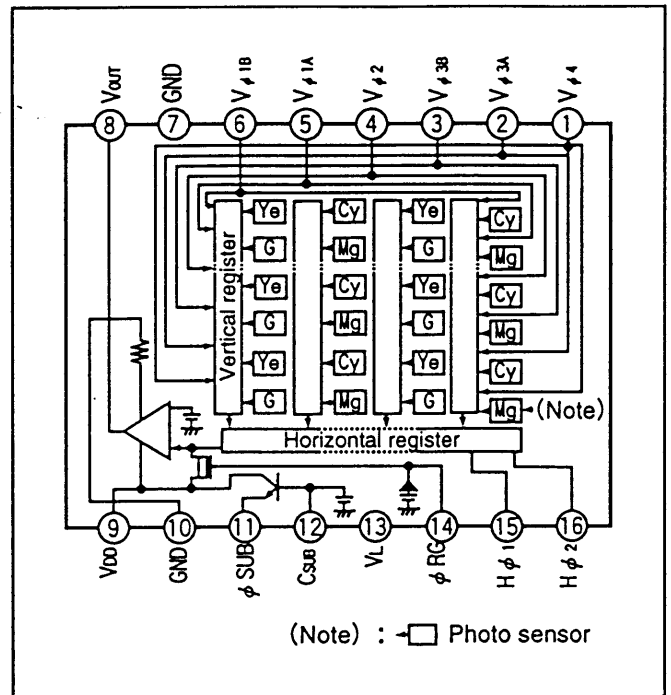 VOUT GND Vφ1B Vφ1A Vφ2 Vφ3B Vφ3A Vφ4
8 7 6 5 4 3 2 1
Vertical register
Ye Cy Ye Cy
G Mg G Mg
Ye Cy Ye Cy
G Mg G Mg
Ye Cy Ye Cy
G Mg G Mg (Note)
Horizontal register
9 10 11 12 13 14 15 16
VDD GND φSUB CSUB VL φRG Hφ1 Hφ2
(Note) : Photo sensor